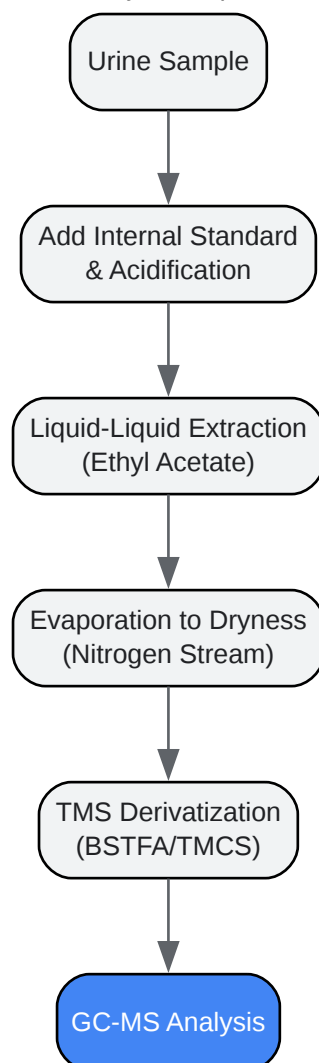 Urine Sample
Add Internal Standard
& Acidification
Liquid-Liquid Extraction
(Ethyl Acetate)
Evaporation to Dryness
(Nitrogen Stream)
TMS Derivatization
(BSTFA/TMCS)
GC-MS Analysis